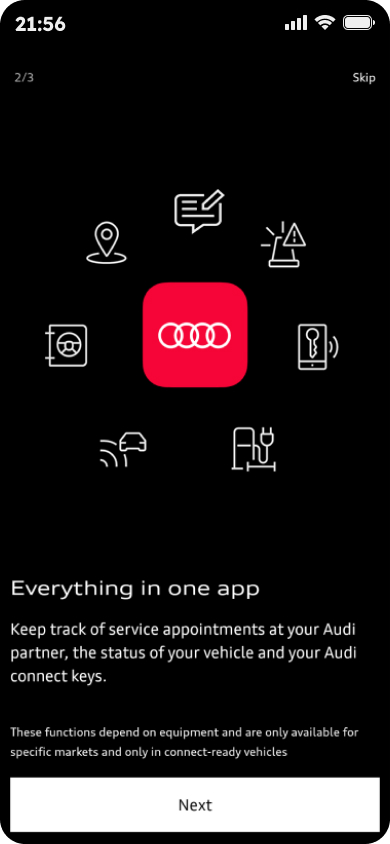 21:56
2/3
Skip
Everything in one app
Keep track of service appointments at your Audi
partner, the status of your vehicle and your Audi
connect keys.
These functions depend on equipment and are only available for
specific markets and only in connect-ready vehicles
Next